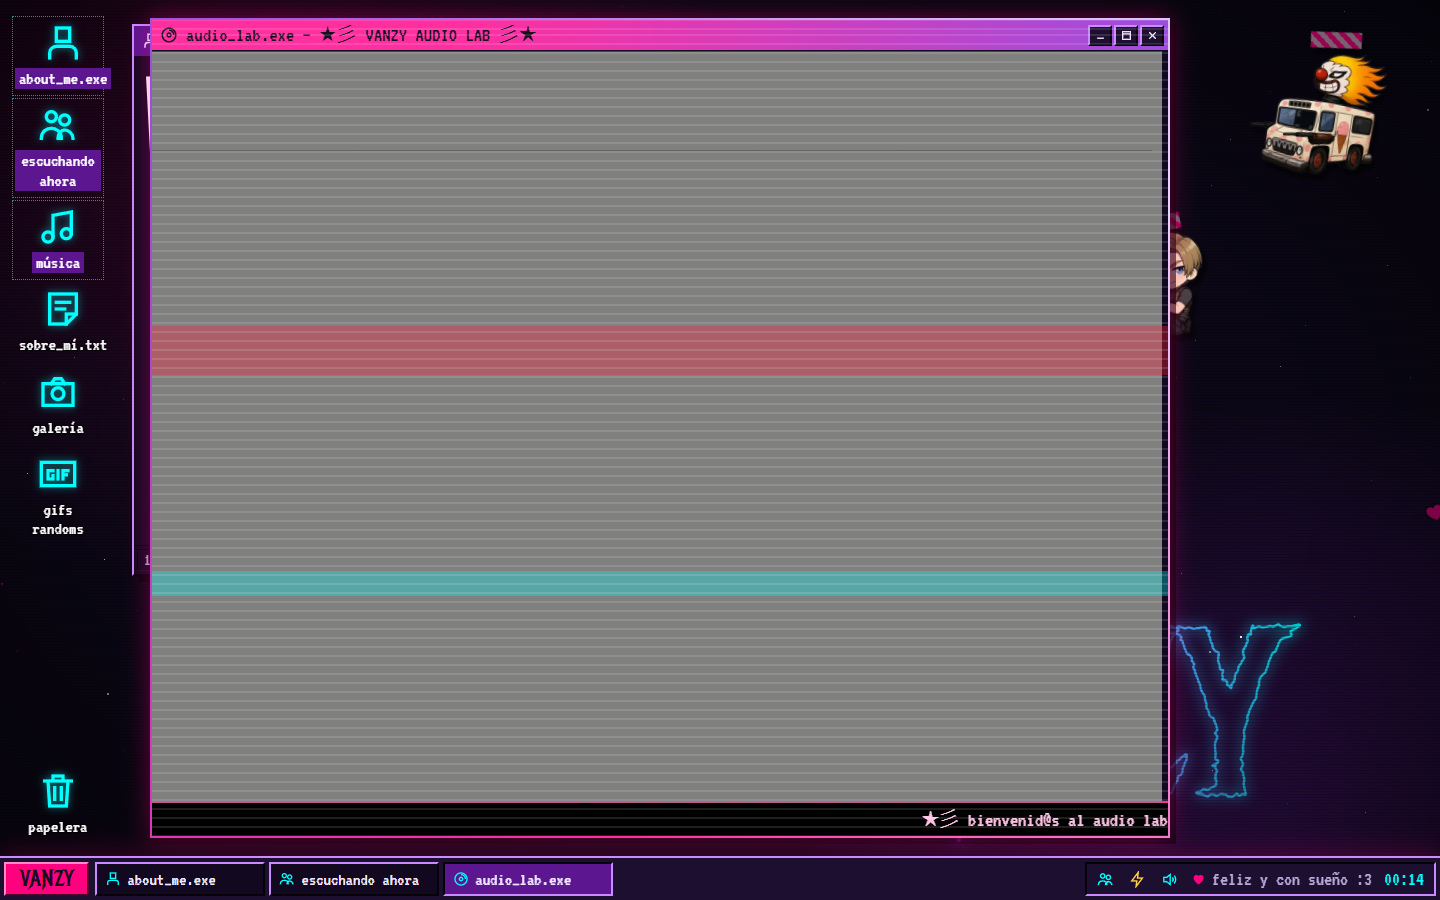 audio_lab.exe - ★彡 VANZY AUDIO LAB 彡★
about_me.exe
escuchando
ahora
música
sobre_mí.txt
galería
GIF
gifs
randoms
papelera
Y
★彡 bienvenid@s al audio lab
VANZY
about_me.exe
escuchando ahora
audio_lab.exe
feliz y con sueño :3
00:14